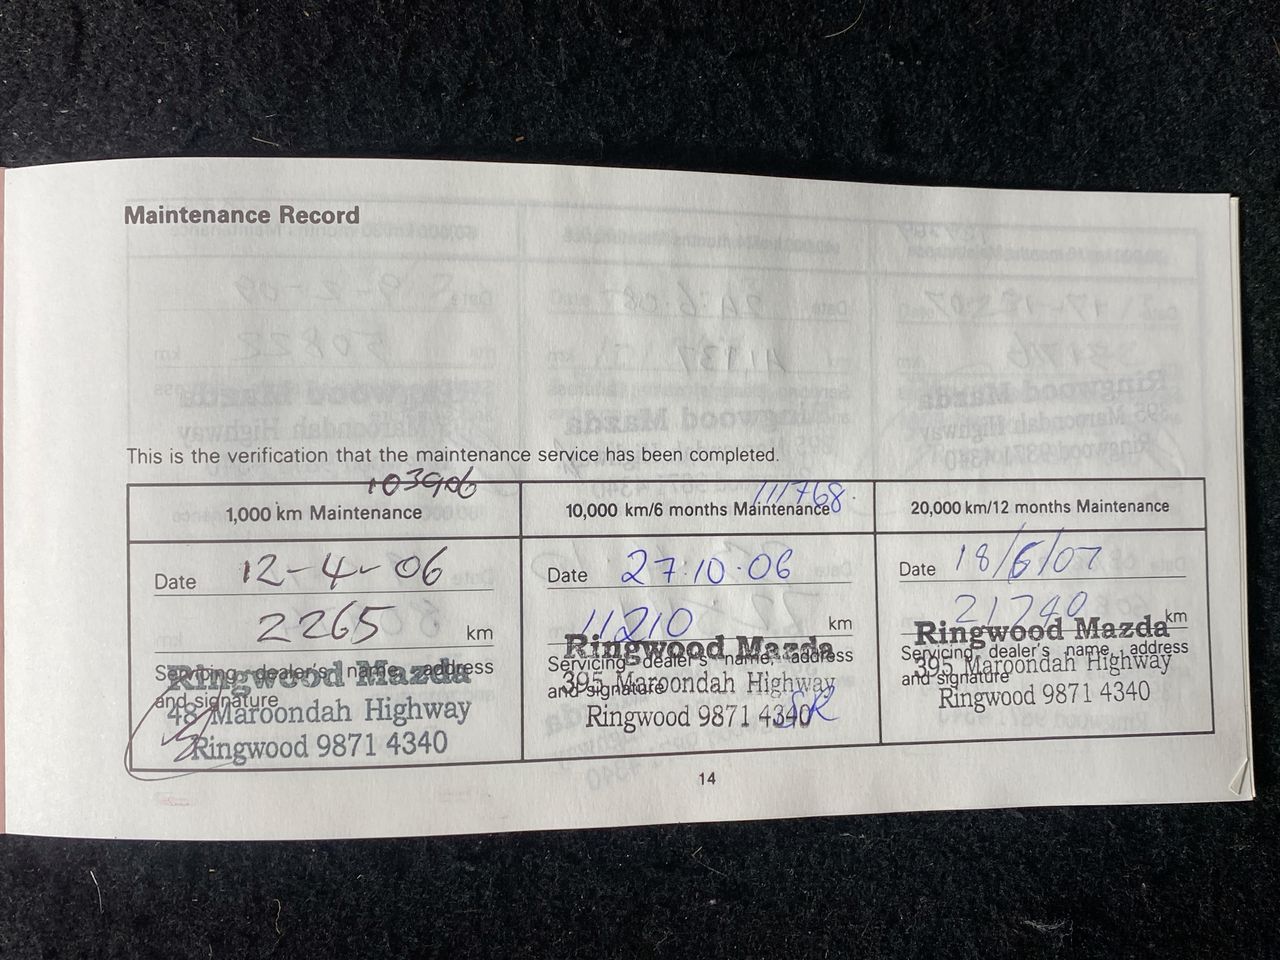 Maintenance Record
This is the verification that the maintenance service has been completed.
103906
1,000 km Maintenance
Date 12-4-06
2265 km
Servicing dealer's name, address
and signature
Ringwood Mazda
48 Maroondah Highway
Ringwood 9871 4340
111768
10,000 km/6 months Maintenance
Date 27.10.06
11210 km
Servicing dealer's name, address
and signature
Ringwood Mazda
395 Maroondah Highway
Ringwood 9871 4340
SR
20,000 km/12 months Maintenance
Date 18/6/07
21740 km
Servicing dealer's name, address
and signature
Ringwood Mazda
395 Maroondah Highway
Ringwood 9871 4340
14